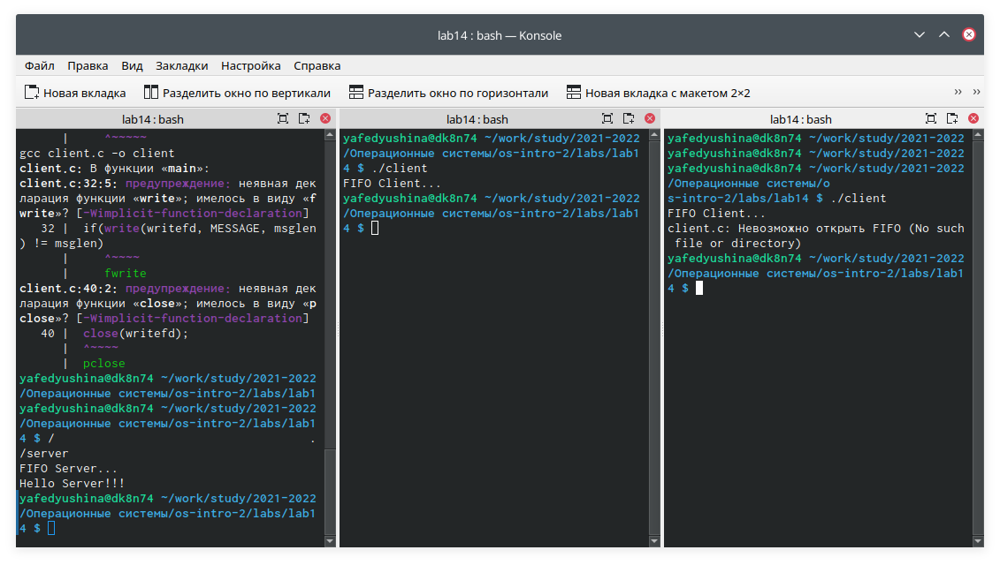 lab14 : bash — Konsole
Файл Правка Вид Закладки Настройка Справка
Новая вкладка Разделить окно по вертикали Разделить окно по горизонтали Новая вкладка с макетом 2×2 » »
lab14 : bash
| ^~~~~~
gcc client.c -o client
client.c: В функции «main»:
client.c:32:5: предупреждение: неявная дек
ларация функции «write»; имелось в виду «f
write»? [-Wimplicit-function-declaration]
32 | if(write(writefd, MESSAGE, msglen
) != msglen)
| ^~~~~
| fwrite
client.c:40:2: предупреждение: неявная дек
ларация функции «close»; имелось в виду «p
close»? [-Wimplicit-function-declaration]
40 | close(writefd);
| ^~~~~
| pclose
yafedyushina@dk8n74 ~/work/study/2021-2022
/Операционные системы/os-intro-2/labs/lab1
yafedyushina@dk8n74 ~/work/study/2021-2022
/Операционные системы/os-intro-2/labs/lab1
4 $ / .
/server
FIFO Server...
Hello Server!!!
yafedyushina@dk8n74 ~/work/study/2021-2022
/Операционные системы/os-intro-2/labs/lab1
4 $
lab14 : bash
yafedyushina@dk8n74 ~/work/study/2021-2022
/Операционные системы/os-intro-2/labs/lab1
4 $ ./client
FIFO Client...
yafedyushina@dk8n74 ~/work/study/2021-2022
/Операционные системы/os-intro-2/labs/lab1
4 $
lab14 : bash
yafedyushina@dk8n74 ~/work/study/2021-2022
yafedyushina@dk8n74 ~/work/study/2021-2022
yafedyushina@dk8n74 ~/work/study/2021-2022
/Операционные системы/o
s-intro-2/labs/lab14 $ ./client
FIFO Client...
client.c: Невозможно открыть FIFO (No such
file or directory)
yafedyushina@dk8n74 ~/work/study/2021-2022
/Операционные системы/os-intro-2/labs/lab1
4 $